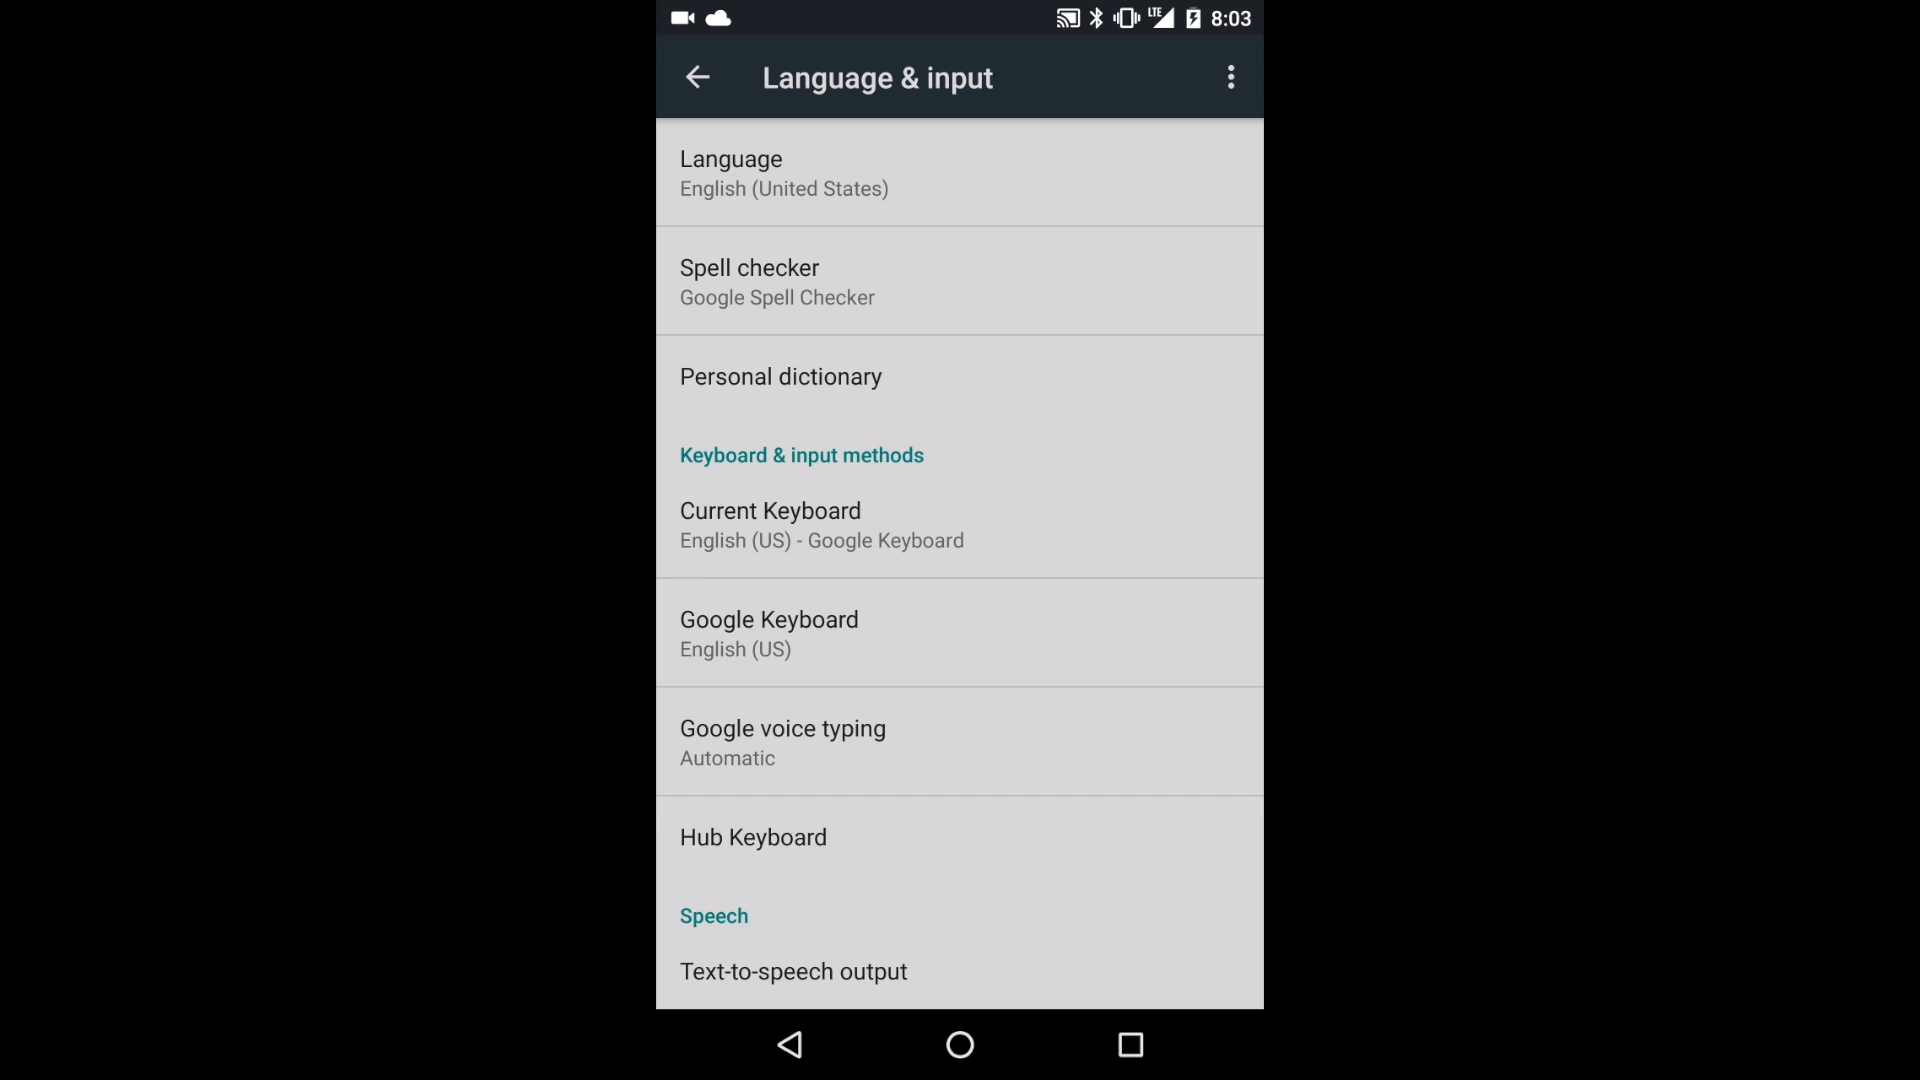 LTE 8:03
Language & input
Language
English (United States)
Spell checker
Google Spell Checker
Personal dictionary
Keyboard & input methods
Current Keyboard
English (US) - Google Keyboard
Google Keyboard
English (US)
Google voice typing
Automatic
Hub Keyboard
Speech
Text-to-speech output